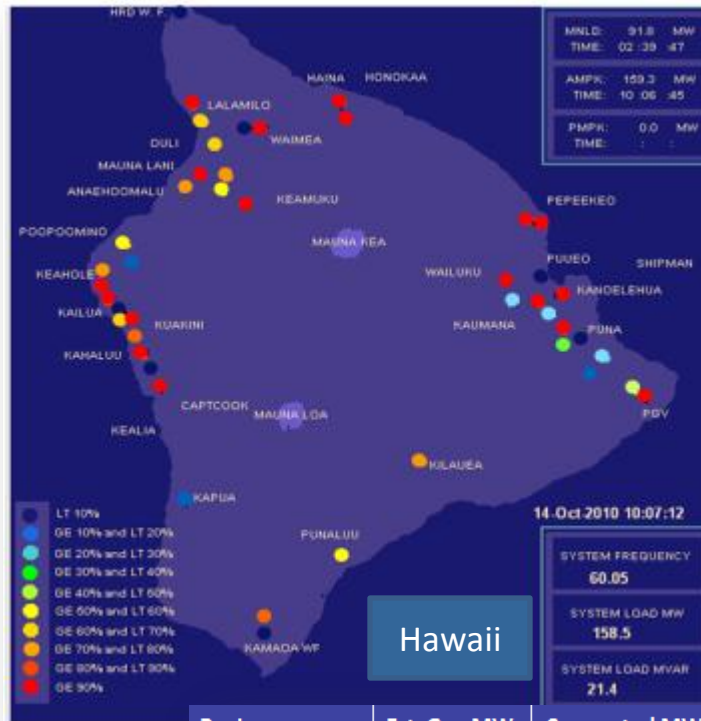 HRD W. F.
MNLD: 91.8 MW
TIME: 02 :39 :47
AMPK: 159.3 MW
TIME: 10 :06 :45
PMPK: 0.0 MW
TIME: : :
HAINA HONOKAA
LALAMILO
WAIMEA
OULI
MAUNA LANI
ANAEHOOMALU
KEAMUKU
PEPEEKEO
POOPOOMINO
MAUNA KEA
PUUEO SHIPMAN
KEAHOLE
WAILUKU
KANOELEHUA
KAILUA
KUAKINI
KAUMANA
PUNA
KAHALUU
CAPTCOOK
MAUNA LOA
PGV
KEALIA
KILAUEA
KAPUA
14-Oct 2010 10:07:12
PUNALUU
LT 10%
GE 10% and LT 20%
GE 20% and LT 30%
GE 30% and LT 40%
GE 40% and LT 50%
GE 50% and LT 60%
GE 60% and LT 70%
GE 70% and LT 80%
GE 80% and LT 90%
GE 90%
SYSTEM FREQUENCY
60.05
SYSTEM LOAD MW
158.5
SYSTEM LOAD MVAR
21.4
KAMAOA WF
Hawaii